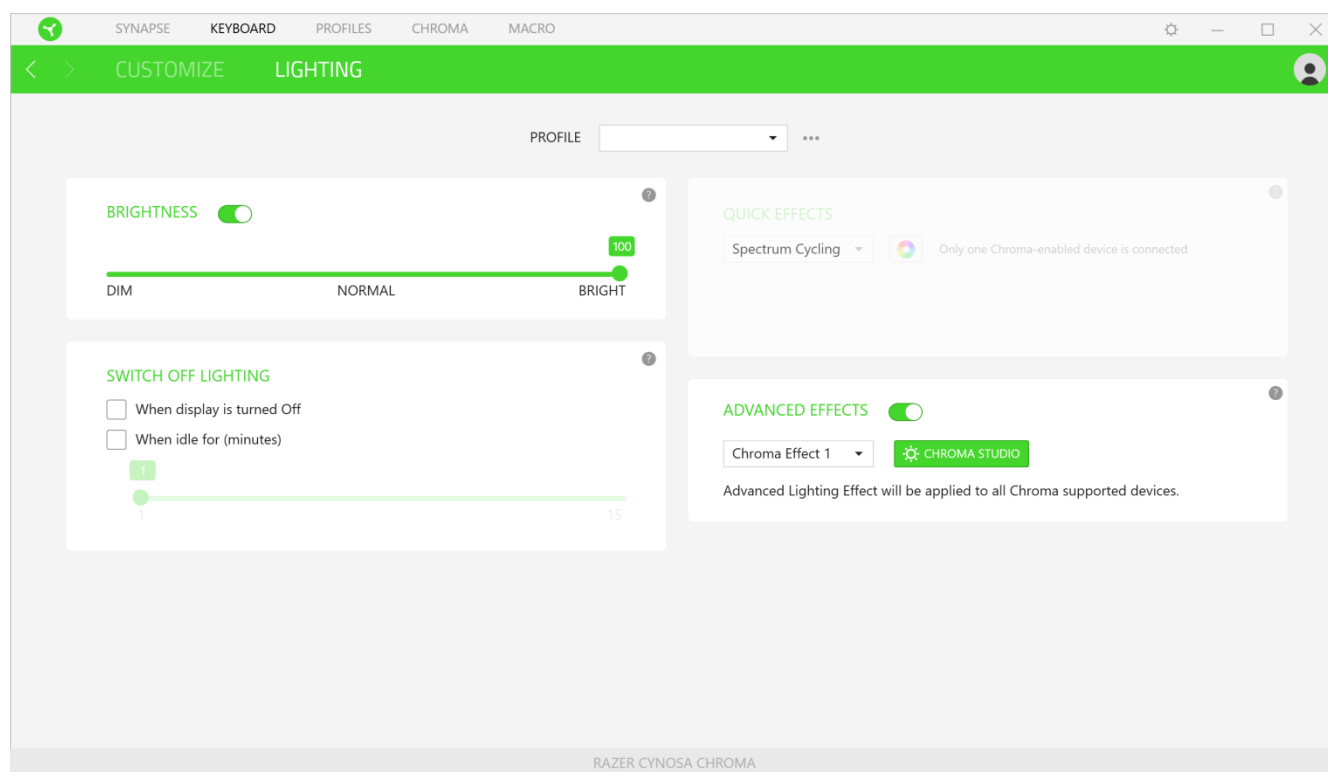 SYNAPSE KEYBOARD PROFILES CHROMA MACRO
CUSTOMIZE LIGHTING
PROFILE
BRIGHTNESS
100
DIM NORMAL BRIGHT
SWITCH OFF LIGHTING
When display is turned Off
When idle for (minutes)
1
1 15
QUICK EFFECTS
Spectrum Cycling Only one Chroma-enabled device is connected
ADVANCED EFFECTS
Chroma Effect 1 CHROMA STUDIO
Advanced Lighting Effect will be applied to all Chroma supported devices.
RAZER CYNOSA CHROMA